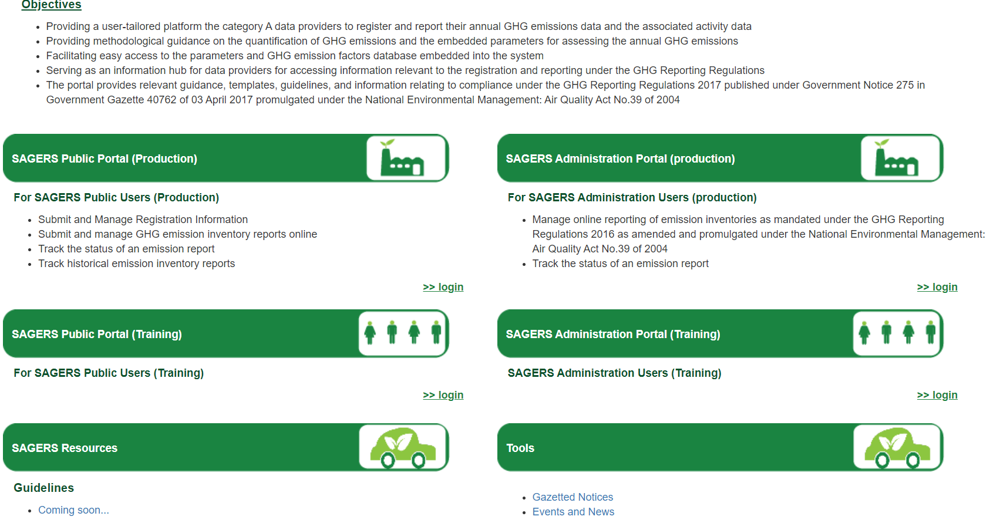 Objectives
Providing a user-tailored platform the category A data providers to register and report their annual GHG emissions data and the associated activity data
Providing methodological guidance on the quantification of GHG emissions and the embedded parameters for assessing the annual GHG emissions
Facilitating easy access to the parameters and GHG emission factors database embedded into the system
Serving as an information hub for data providers for accessing information relevant to the registration and reporting under the GHG Reporting Regulations
The portal provides relevant guidance, templates, guidelines, and information relating to compliance under the GHG Reporting Regulations 2017 published under Government Notice 275 in
Government Gazette 40762 of 03 April 2017 promulgated under the National Environmental Management: Air Quality Act No.39 of 2004
SAGERS Public Portal (Production)
For SAGERS Public Users (Production)
Submit and Manage Registration Information
Submit and manage GHG emission inventory reports online
Track the status of an emission report
Track historical emission inventory reports
>> login
SAGERS Administration Portal (production)
For SAGERS Administration Users (production)
Manage online reporting of emission inventories as mandated under the GHG Reporting
Regulations 2016 as amended and promulgated under the National Environmental Management:
Air Quality Act No.39 of 2004
Track the status of an emission report
>> login
SAGERS Public Portal (Training)
For SAGERS Public Users (Training)
>> login
SAGERS Administration Portal (Training)
SAGERS Administration Users (Training)
>> login
SAGERS Resources
Guidelines
Coming soon...
Tools
Gazetted Notices
Events and News